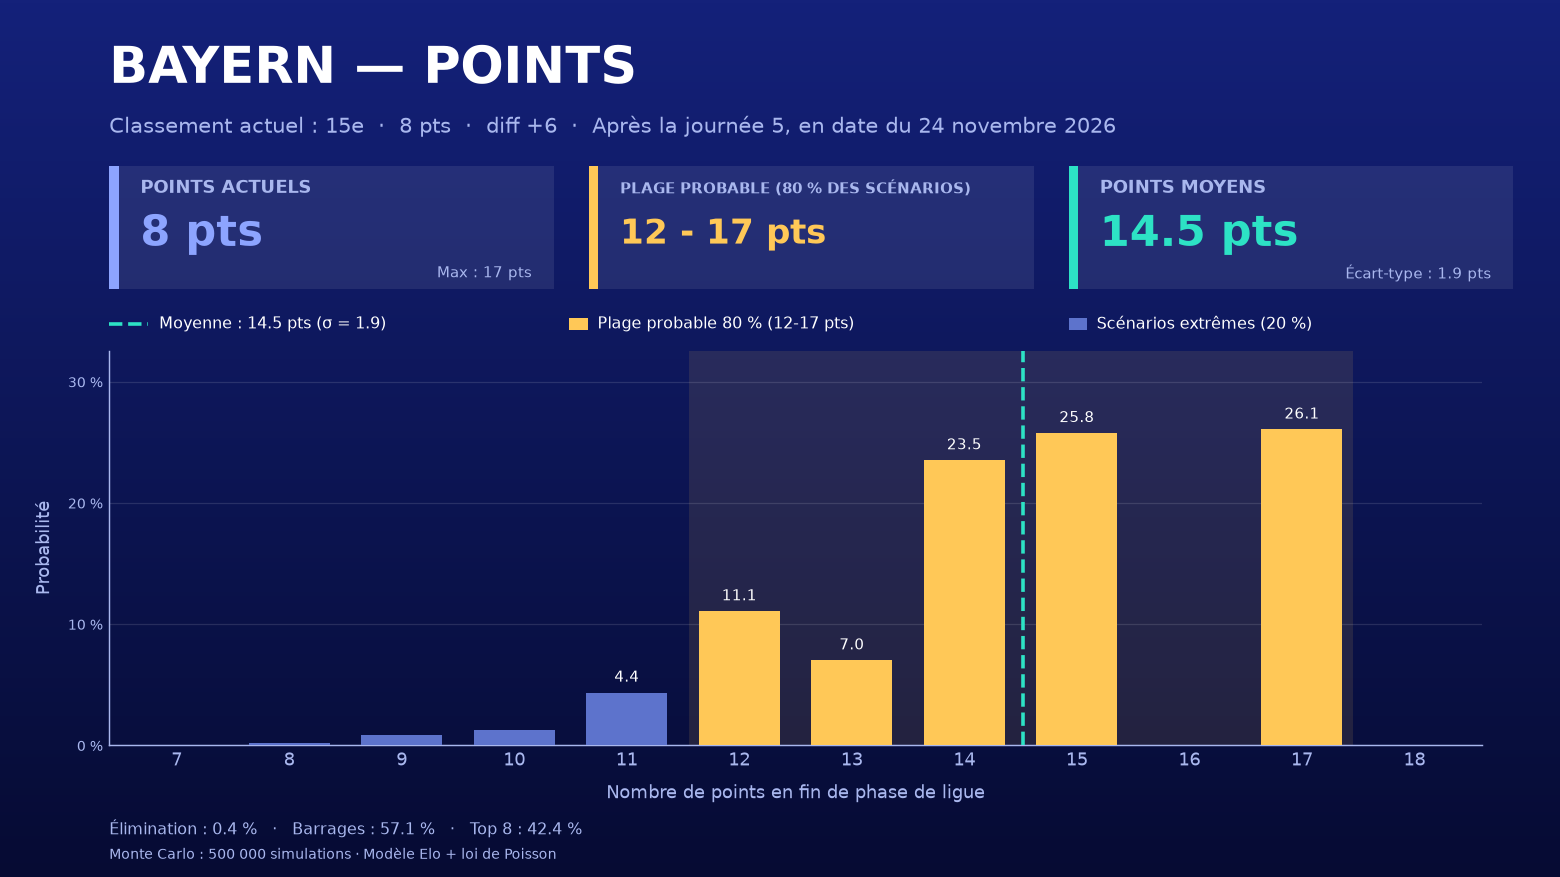 BAYERN — POINTS
Classement actuel : 15e · 8 pts · diff +6 · Après la journée 5, en date du 24 novembre 2026
POINTS ACTUELS
8 pts
Max : 17 pts
PLAGE PROBABLE (80 % DES SCÉNARIOS)
12 - 17 pts
POINTS MOYENS
14.5 pts
Écart-type : 1.9 pts
Moyenne : 14.5 pts (σ = 1.9)
Plage probable 80 % (12-17 pts)
Scénarios extrêmes (20 %)
Probabilité
30 %
20 %
10 %
0 %
4.4
11.1
7.0
23.5
25.8
26.1
7 8 9 10 11 12 13 14 15 16 17 18
Nombre de points en fin de phase de ligue
Élimination : 0.4 % · Barrages : 57.1 % · Top 8 : 42.4 %
Monte Carlo : 500 000 simulations · Modèle Elo + loi de Poisson